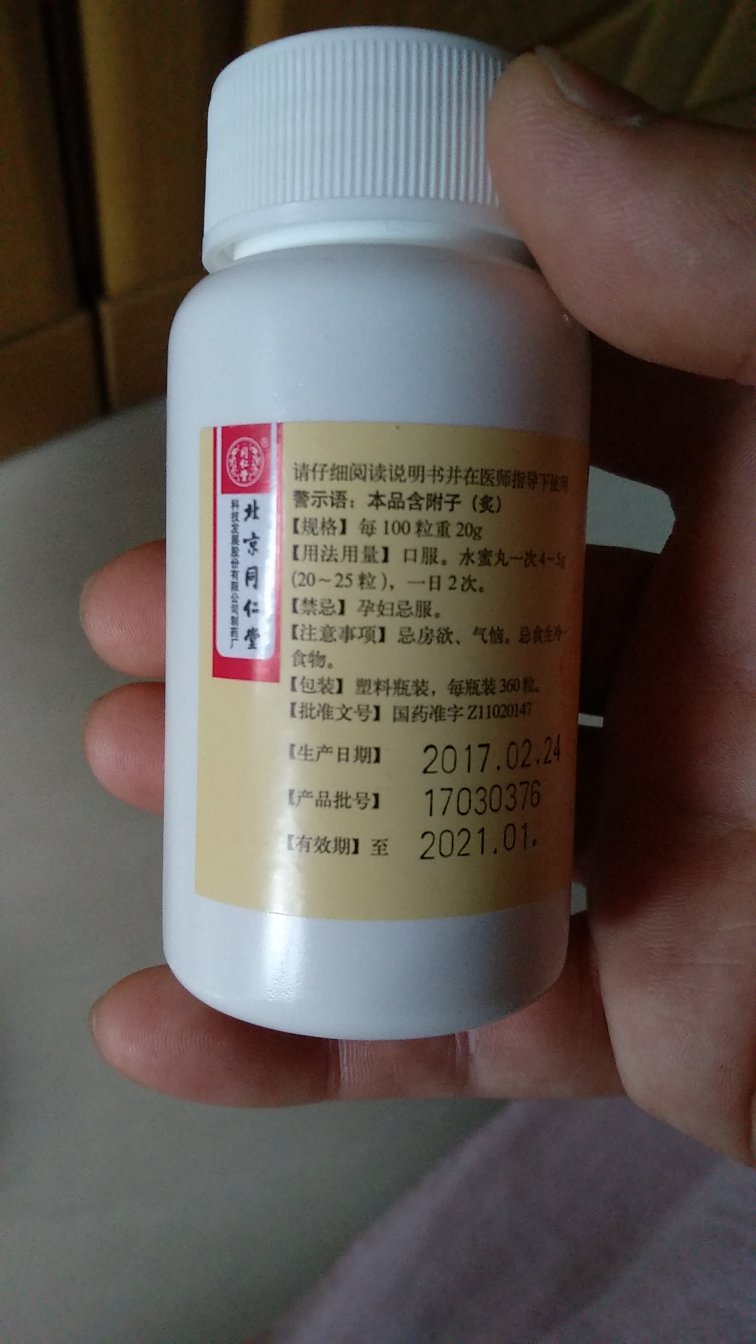 同仁堂
®
北京同仁堂
科技发展股份有限公司制药厂
请仔细阅读说明书并在医师指导下使用
警示语：本品含附子（炙）
【规格】每100粒重20g
【用法用量】口服。水蜜丸一次4~5g
(20~25粒)，一日2次。
【禁忌】孕妇忌服。
【注意事项】忌房欲、气恼。忌食生冷
食物。
【包装】塑料瓶装，每瓶装360粒。
【批准文号】国药准字Z11020147
【生产日期】 2017.02.24
【产品批号】 17030376
【有效期】至 2021.01.